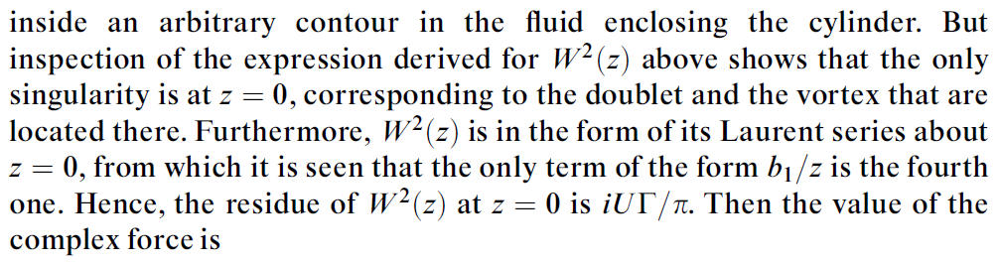 inside an arbitrary contour in the fluid enclosing the cylinder. But
inspection of the expression derived for W²(z) above shows that the only
singularity is at z = 0, corresponding to the doublet and the vortex that are
located there. Furthermore, W²(z) is in the form of its Laurent series about
z = 0, from which it is seen that the only term of the form b₁/z is the fourth
one. Hence, the residue of W²(z) at z = 0 is iUΓ/π. Then the value of the
complex force is